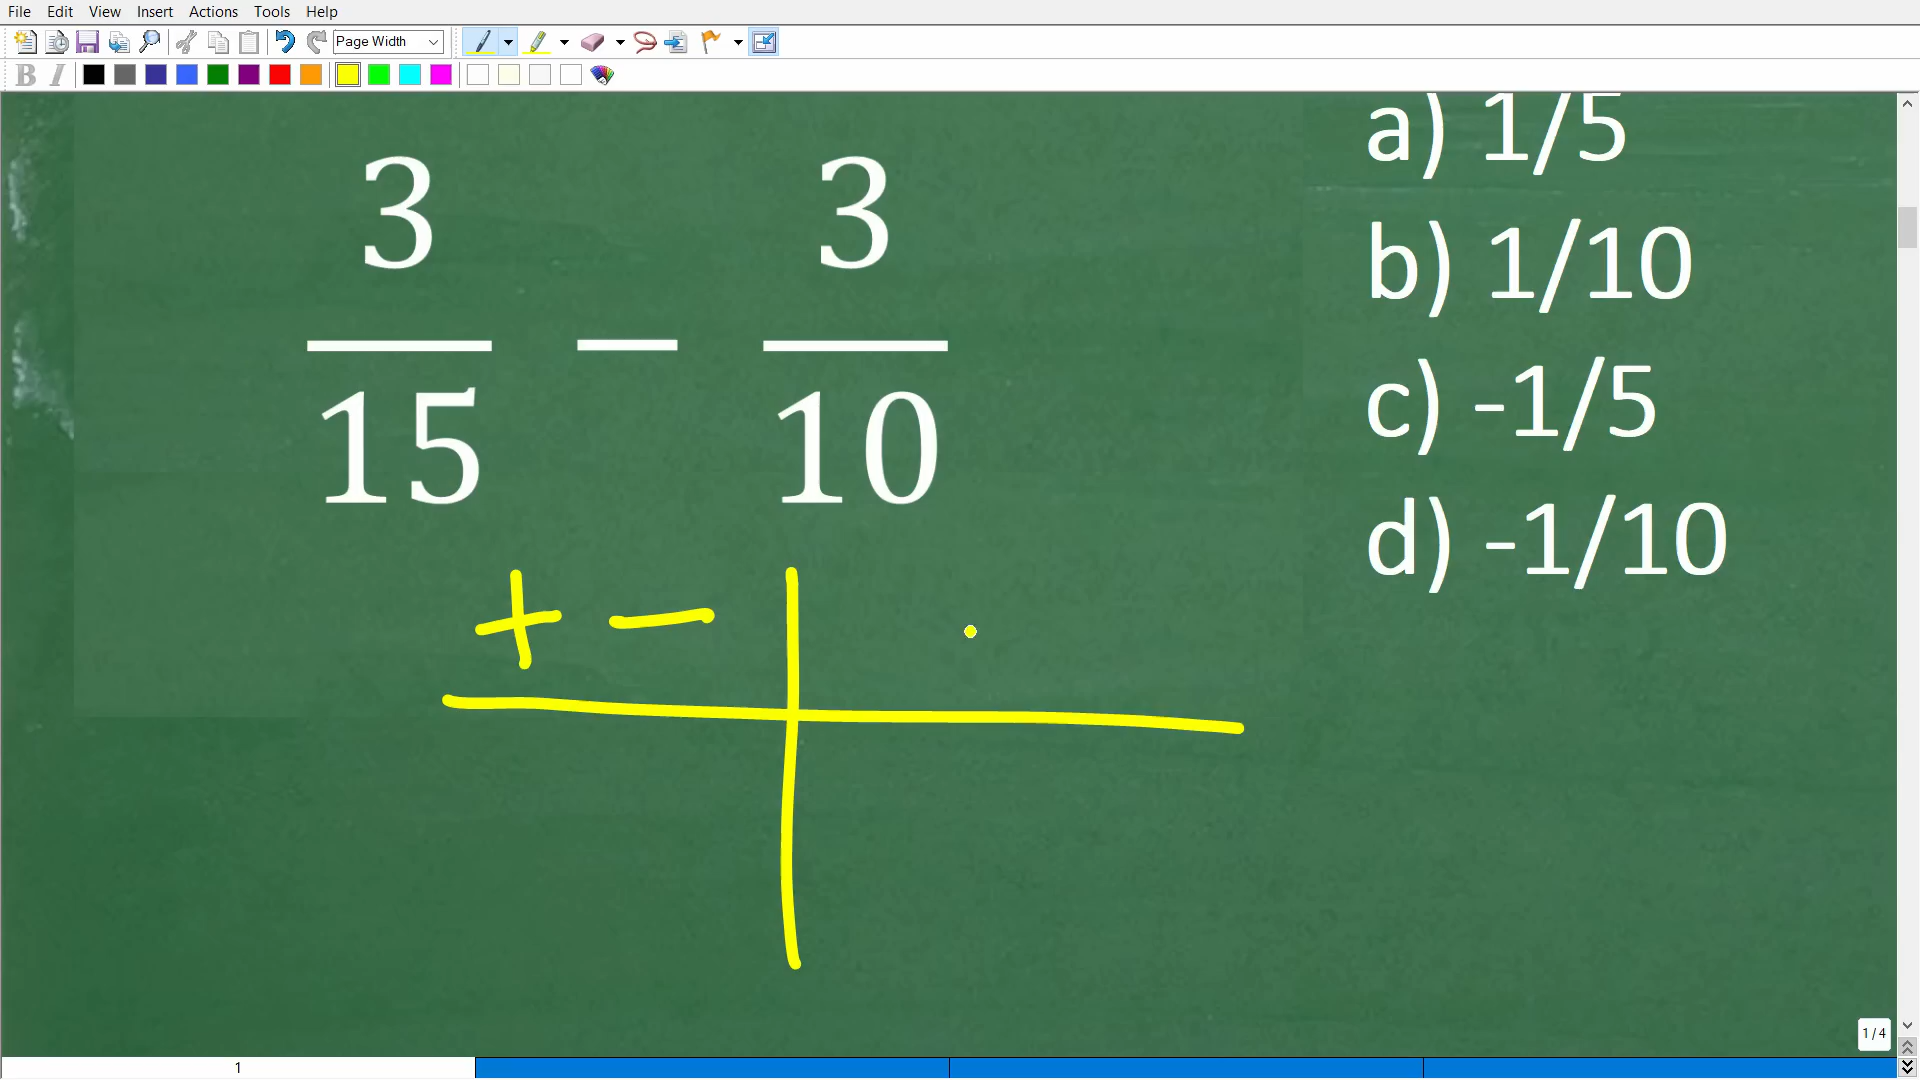 File Edit View Insert Actions Tools Help
Page Width
B I
3/15 − 3/10
a) 1/5
b) 1/10
c) -1/5
d) -1/10
+ −
1/4
1